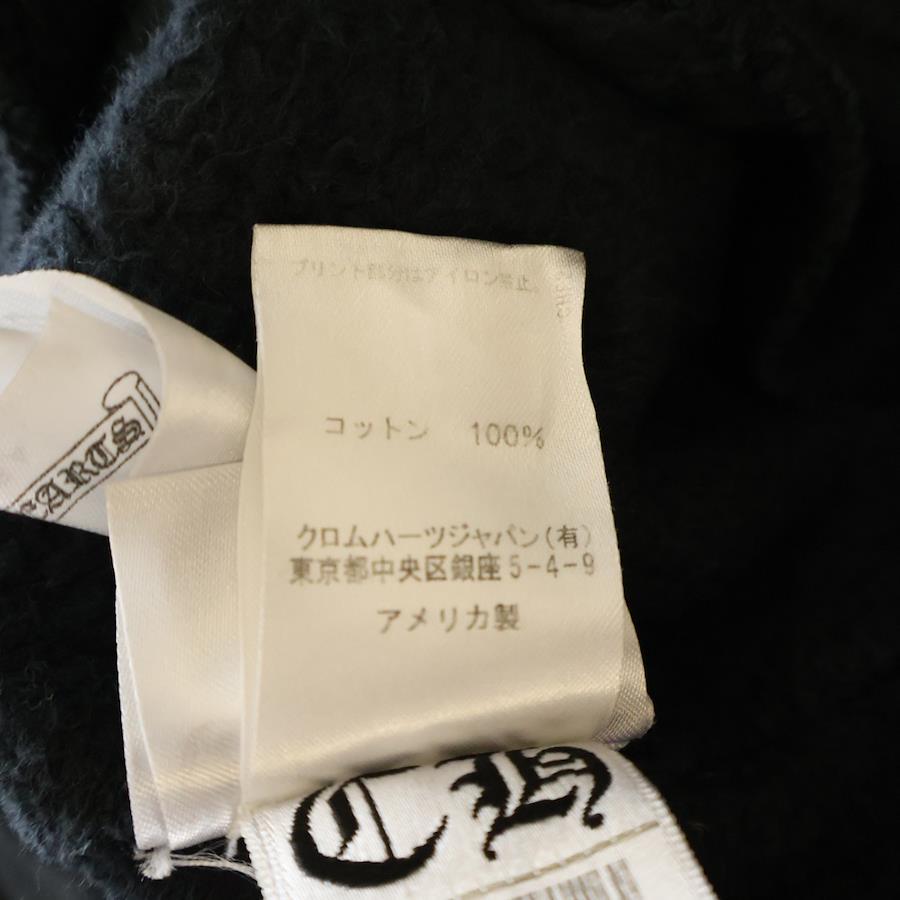 プリント部分はアイロン禁止。
コットン 100%
クロムハーツジャパン(有)
東京都中央区銀座5-4-9
アメリカ製
CH